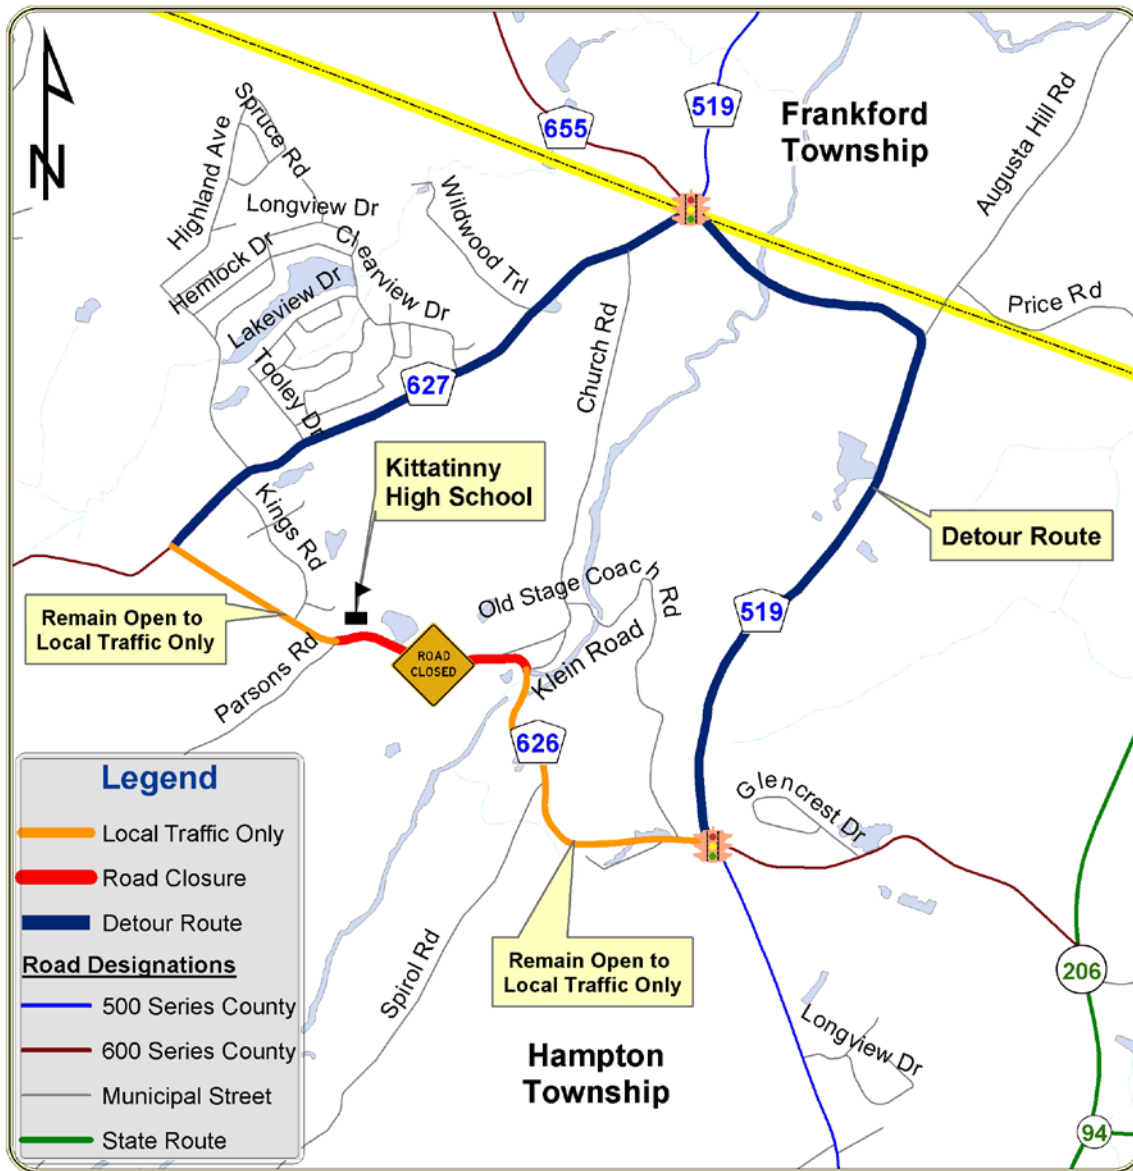 N
655
519
Frankford
Township
Augusta Hill Rd
Spruce Rd
Highland Ave
Longview Dr
Wildwood Trl
Clearview Dr
Hemlock Dr
Lakeview Dr
Price Rd
Church Rd
Tooley Dr
627
Kittatinny
High School
Kings Rd
Detour Route
Old Stage Coach Rd
519
Remain Open to
Local Traffic Only
ROAD
CLOSED
Parsons Rd
Klein Road
626
Glencrest Dr
Legend
Local Traffic Only
Road Closure
Detour Route
Road Designations
500 Series County
600 Series County
Municipal Street
State Route
Spirol Rd
Remain Open to
Local Traffic Only
206
Longview Dr
Hampton
Township
94